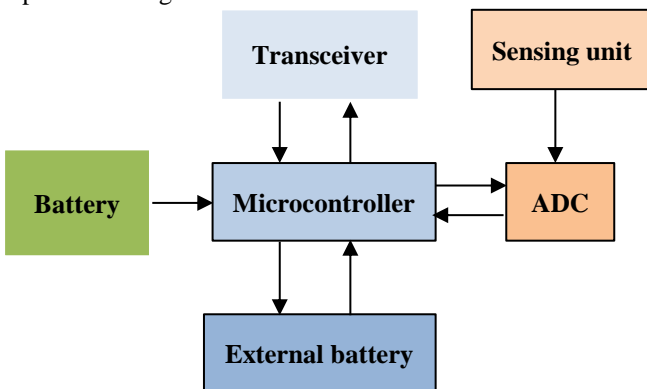 Transceiver
Sensing unit
Battery
Microcontroller
ADC
External battery